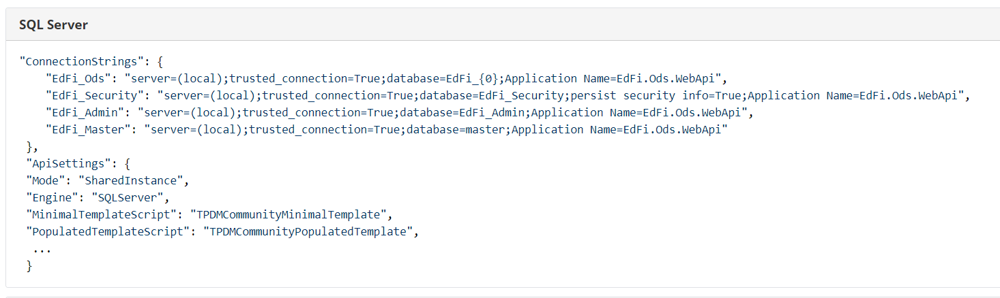 SQL Server
"ConnectionStrings": {
"EdFi_Ods": "server=(local);trusted_connection=True;database=EdFi_{0};Application Name=EdFi.Ods.WebApi",
"EdFi_Security": "server=(local);trusted_connection=True;database=EdFi_Security;persist security info=True;Application Name=EdFi.Ods.WebApi",
"EdFi_Admin": "server=(local);trusted_connection=True;database=EdFi_Admin;Application Name=EdFi.Ods.WebApi",
"EdFi_Master": "server=(local);trusted_connection=True;database=master;Application Name=EdFi.Ods.WebApi"
},
"ApiSettings": {
"Mode": "SharedInstance",
"Engine": "SQLServer",
"MinimalTemplateScript": "TPDMCommunityMinimalTemplate",
"PopulatedTemplateScript": "TPDMCommunityPopulatedTemplate",
...
}